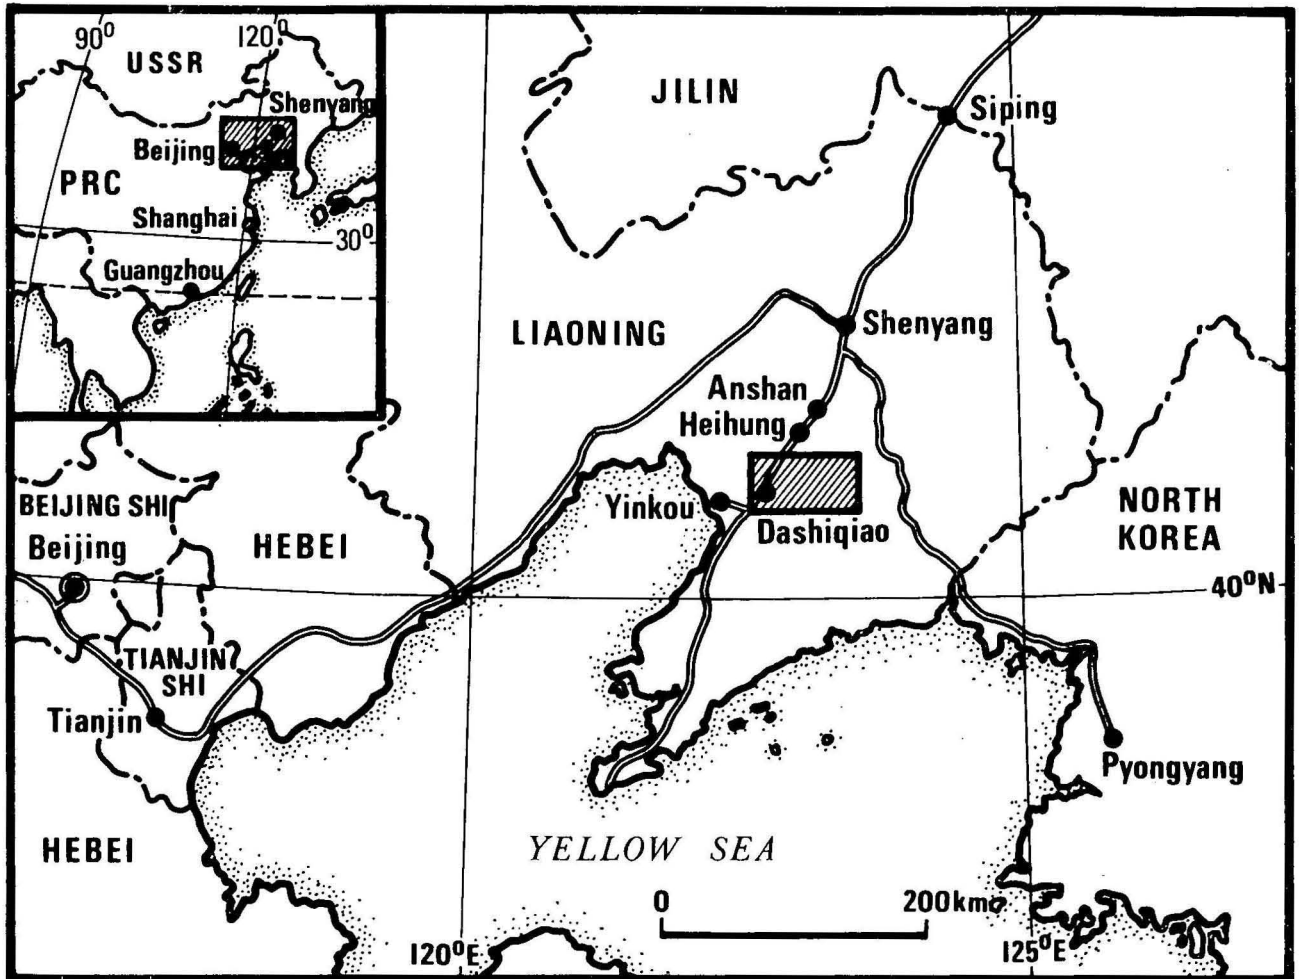 90°
120°
USSR
Shenyang
Beijing
PRC
Shanghai
30°
Guangzhou
JILIN
Siping
LIAONING
Shenyang
Anshan
Heihung
Yinkou
Dashiqiao
BEIJING SHI
Beijing
HEBEI
NORTH
KOREA
40°N
TIANJIN
SHI
Tianjin
Pyongyang
HEBEI
YELLOW SEA
0
200km
120°E
125°E